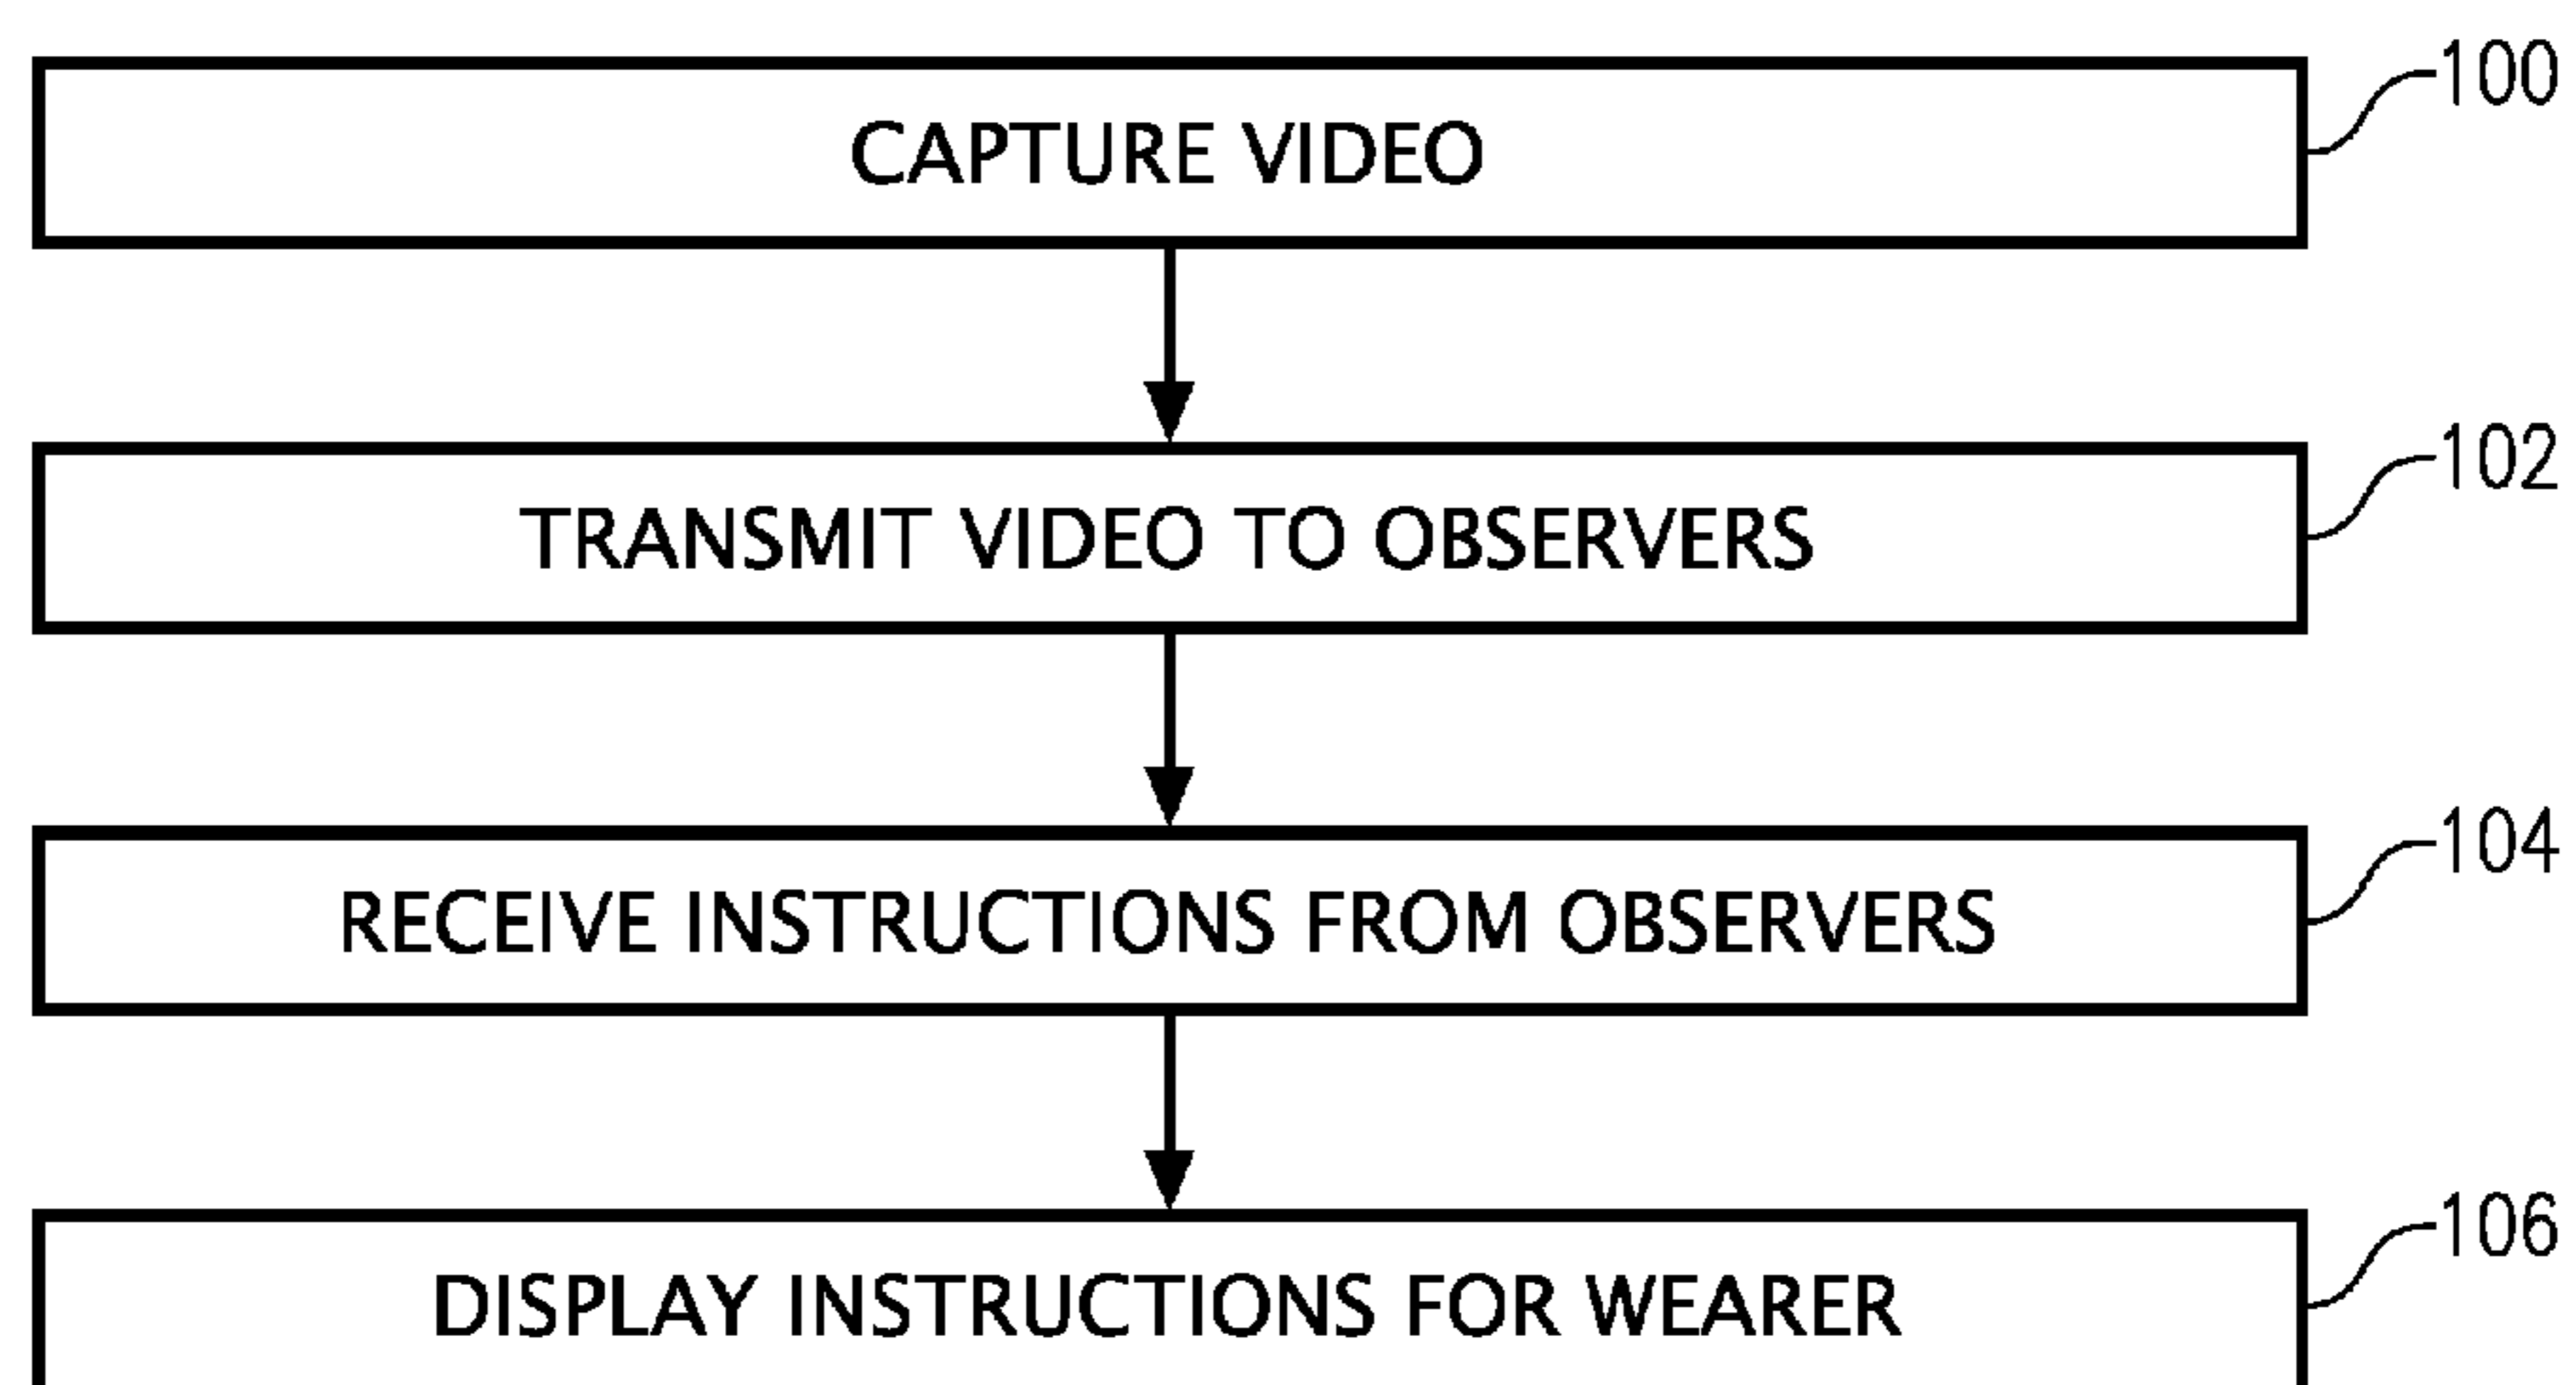 100
CAPTURE VIDEO
102
TRANSMIT VIDEO TO OBSERVERS
104
RECEIVE INSTRUCTIONS FROM OBSERVERS
106
DISPLAY INSTRUCTIONS FOR WEARER